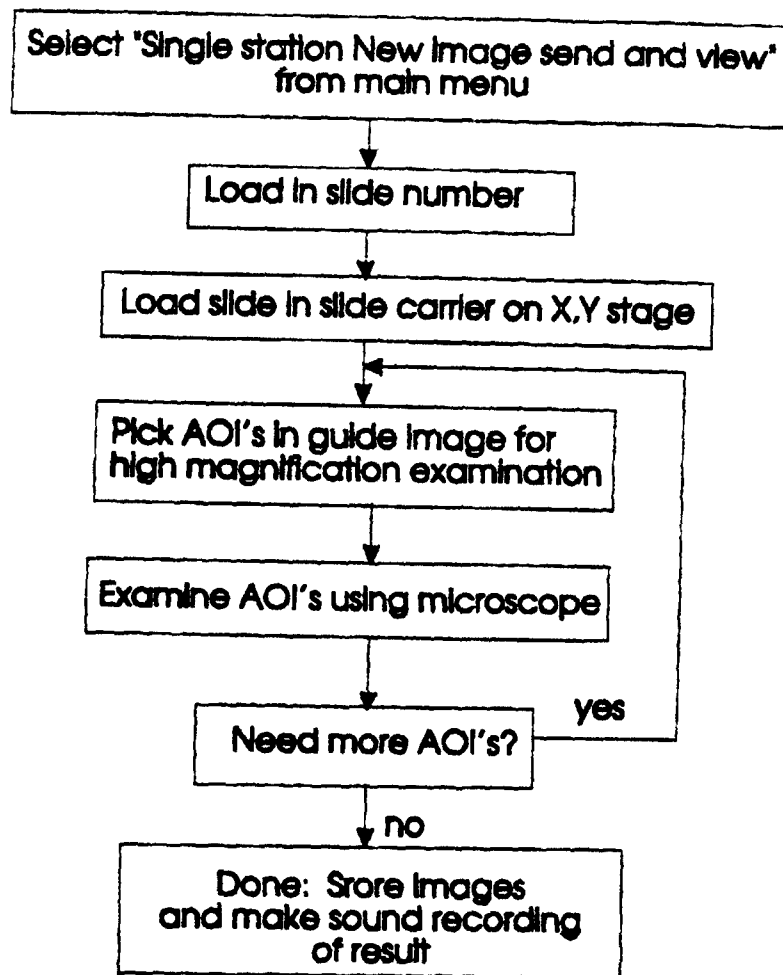 Select "Single station New Image send and view"
from main menu
Load in slide number
Load slide in slide carrier on X,Y stage
Pick AOI's in guide image for
high magnification examination
Examine AOI's using microscope
Need more AOI's?
yes
no
Done: Srore images
and make sound recording
of result